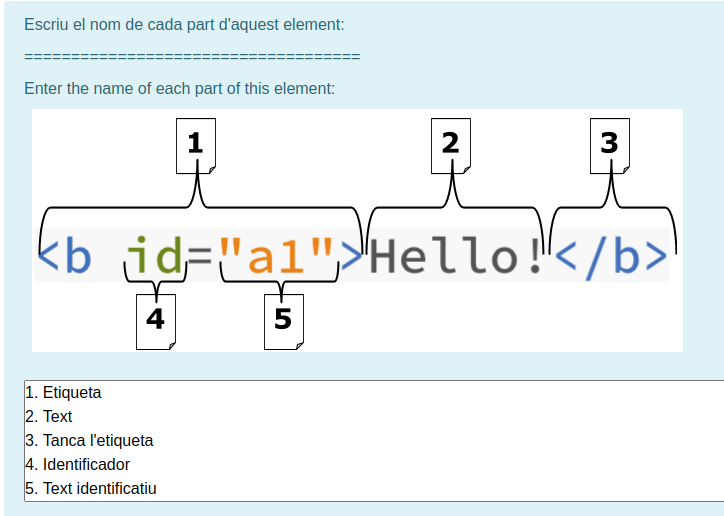 Escriu el nom de cada part d'aquest element:
====================================
Enter the name of each part of this element:
1 2 3
<b id="a1">Hello!</b>
4 5
1. Etiqueta
2. Text
3. Tanca l'etiqueta
4. Identificador
5. Text identificatiu